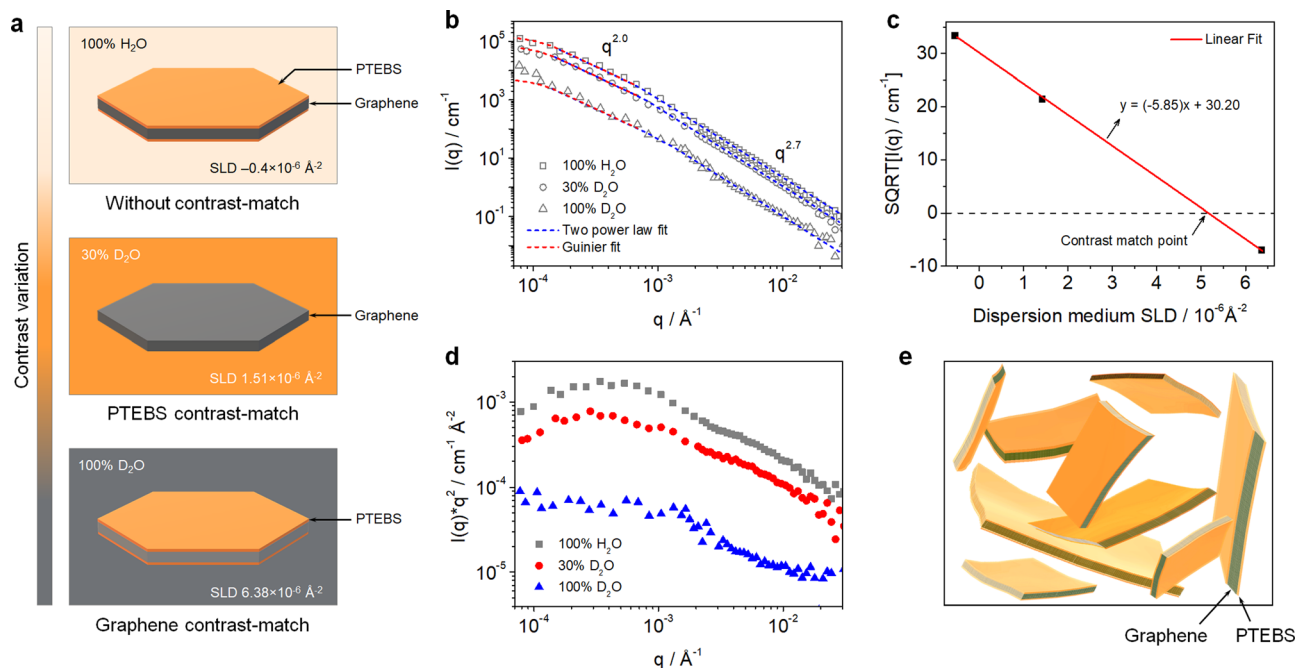 a
Contrast variation
100% H₂O
PTEBS
Graphene
SLD –0.4×10⁻⁶ Å⁻²
Without contrast-match
30% D₂O
Graphene
SLD 1.51×10⁻⁶ Å⁻²
PTEBS contrast-match
100% D₂O
PTEBS
SLD 6.38×10⁻⁶ Å⁻²
Graphene contrast-match
b
I(q) / cm⁻¹
10⁵
10³
10¹
10⁻¹
q²·⁰
q²·⁷
100% H₂O
30% D₂O
100% D₂O
Two power law fit
Guinier fit
10⁻⁴
10⁻³
10⁻²
q / Å⁻¹
c
SQRT[I(q) / cm⁻¹]
30
20
10
0
-10
Linear Fit
y = (-5.85)x + 30.20
Contrast match point
0
1
2
3
4
5
6
Dispersion medium SLD / 10⁻⁶Å⁻²
d
I(q)*q² / cm⁻¹ Å⁻²
10⁻³
10⁻⁴
10⁻⁵
100% H₂O
30% D₂O
100% D₂O
10⁻⁴
10⁻³
10⁻²
q / Å⁻¹
e
Graphene
PTEBS